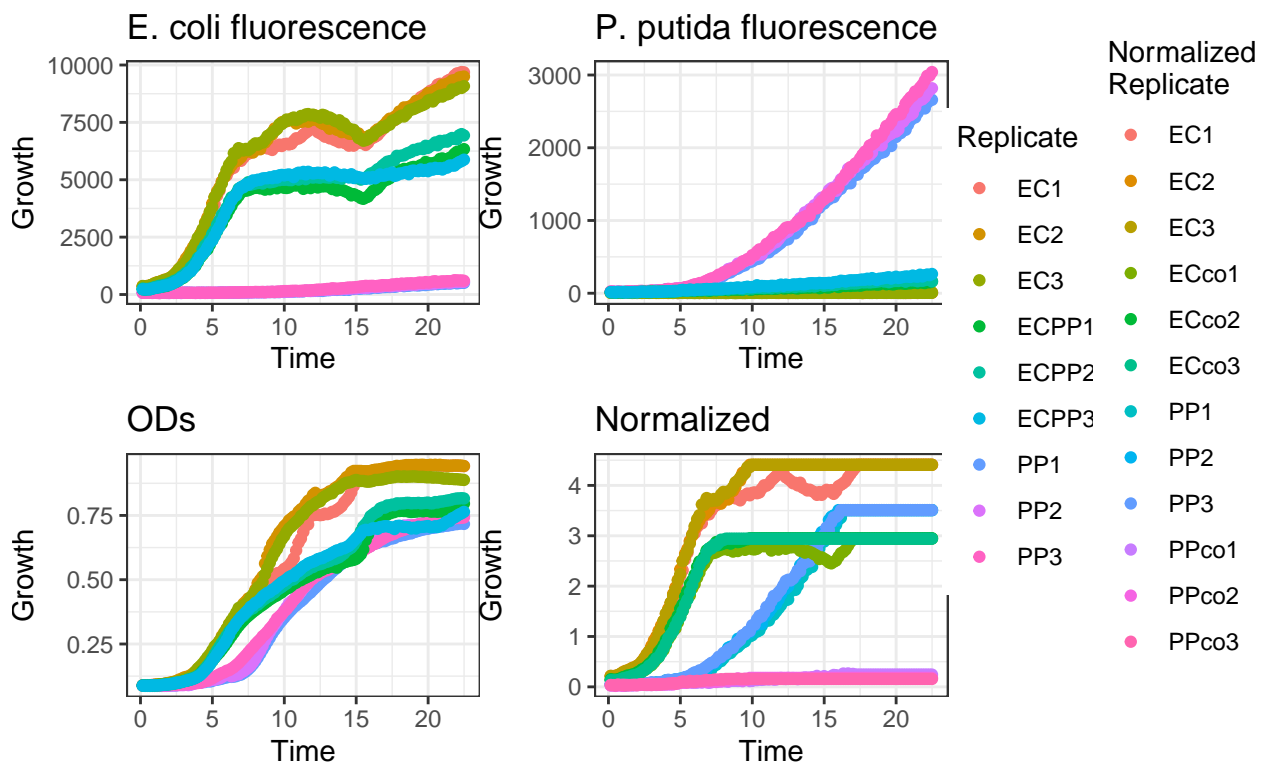 E. coli fluorescence
10000
7500
5000
2500
0
Growth
0
5
10
15
20
Time
P. putida fluorescence
3000
2000
1000
0
Growth
0
5
10
15
20
Time
ODs
0.75
0.50
0.25
Growth
0
5
10
15
20
Time
Normalized
4
3
2
1
0
Growth
0
5
10
15
20
Time
Replicate
EC1
EC2
EC3
ECPP1
ECPP2
ECPP3
PP1
PP2
PP3
Normalized
Replicate
EC1
EC2
EC3
ECco1
ECco2
ECco3
PP1
PP2
PP3
PPco1
PPco2
PPco3